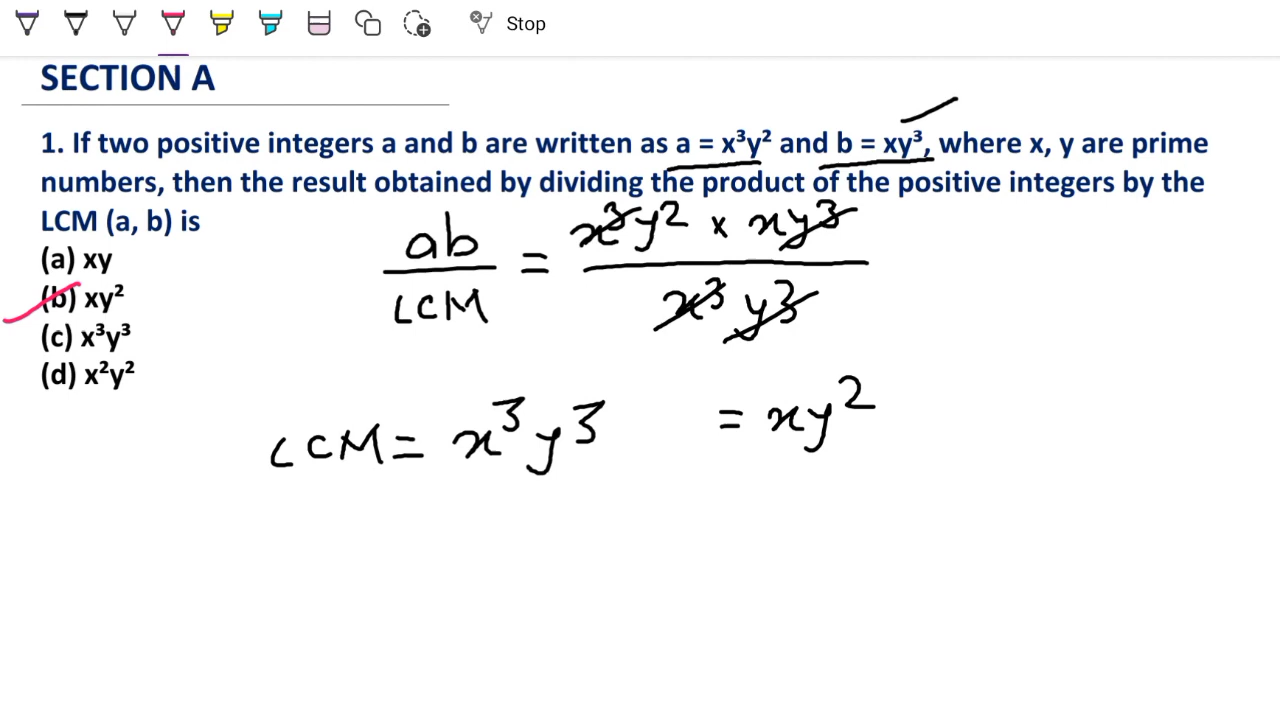 Stop
SECTION A
1. If two positive integers a and b are written as a = x³y² and b = xy³, where x, y are prime
numbers, then the result obtained by dividing the product of the positive integers by the
LCM (a, b) is
(a) xy
(b) xy²
(c) x³y³
(d) x²y²
ab/LCM = x³y² × xy³/x³y³
= xy²
LCM = x³y³